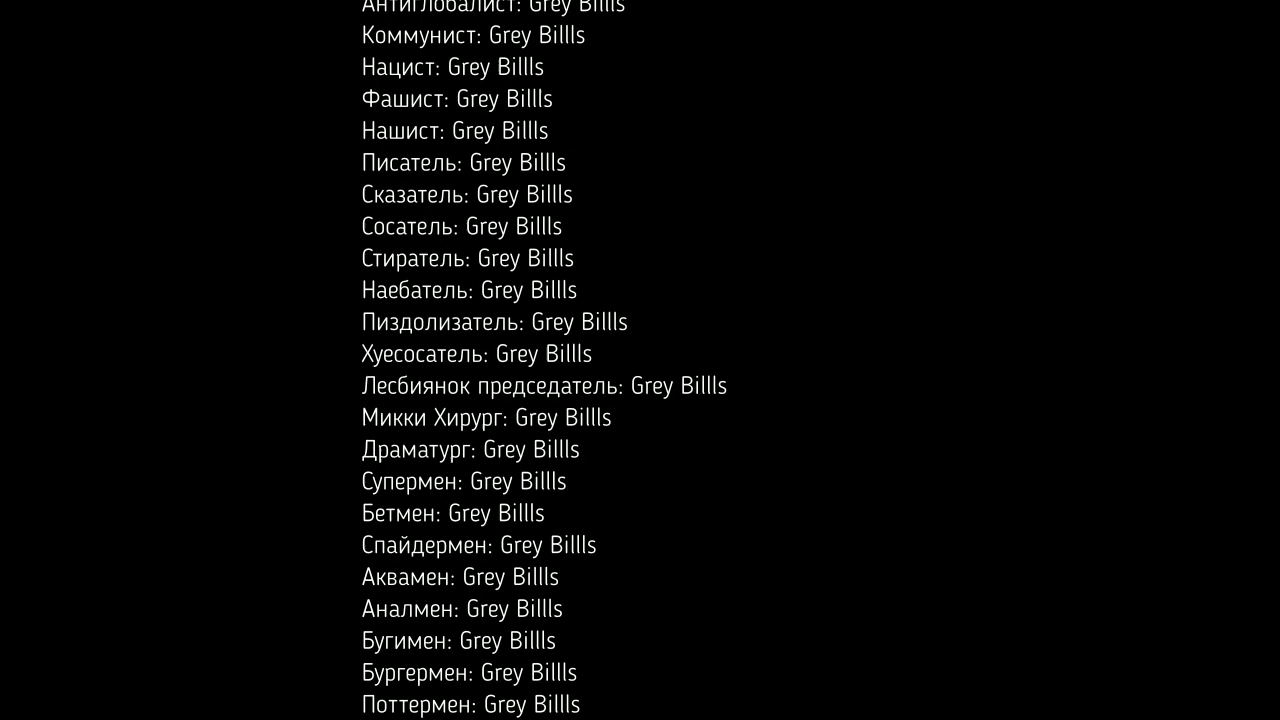 Антиглобалист: Grey Billls
Коммунист: Grey Billls
Нацист: Grey Billls
Фашист: Grey Billls
Нашист: Grey Billls
Писатель: Grey Billls
Сказатель: Grey Billls
Сосатель: Grey Billls
Стиратель: Grey Billls
Наебатель: Grey Billls
Пиздолизатель: Grey Billls
Хуесосатель: Grey Billls
Лесбиянок председатель: Grey Billls
Микки Хирург: Grey Billls
Драматург: Grey Billls
Супермен: Grey Billls
Бетмен: Grey Billls
Спайдермен: Grey Billls
Аквамен: Grey Billls
Аналмен: Grey Billls
Бугимен: Grey Billls
Бургермен: Grey Billls
Поттермен: Grey Billls